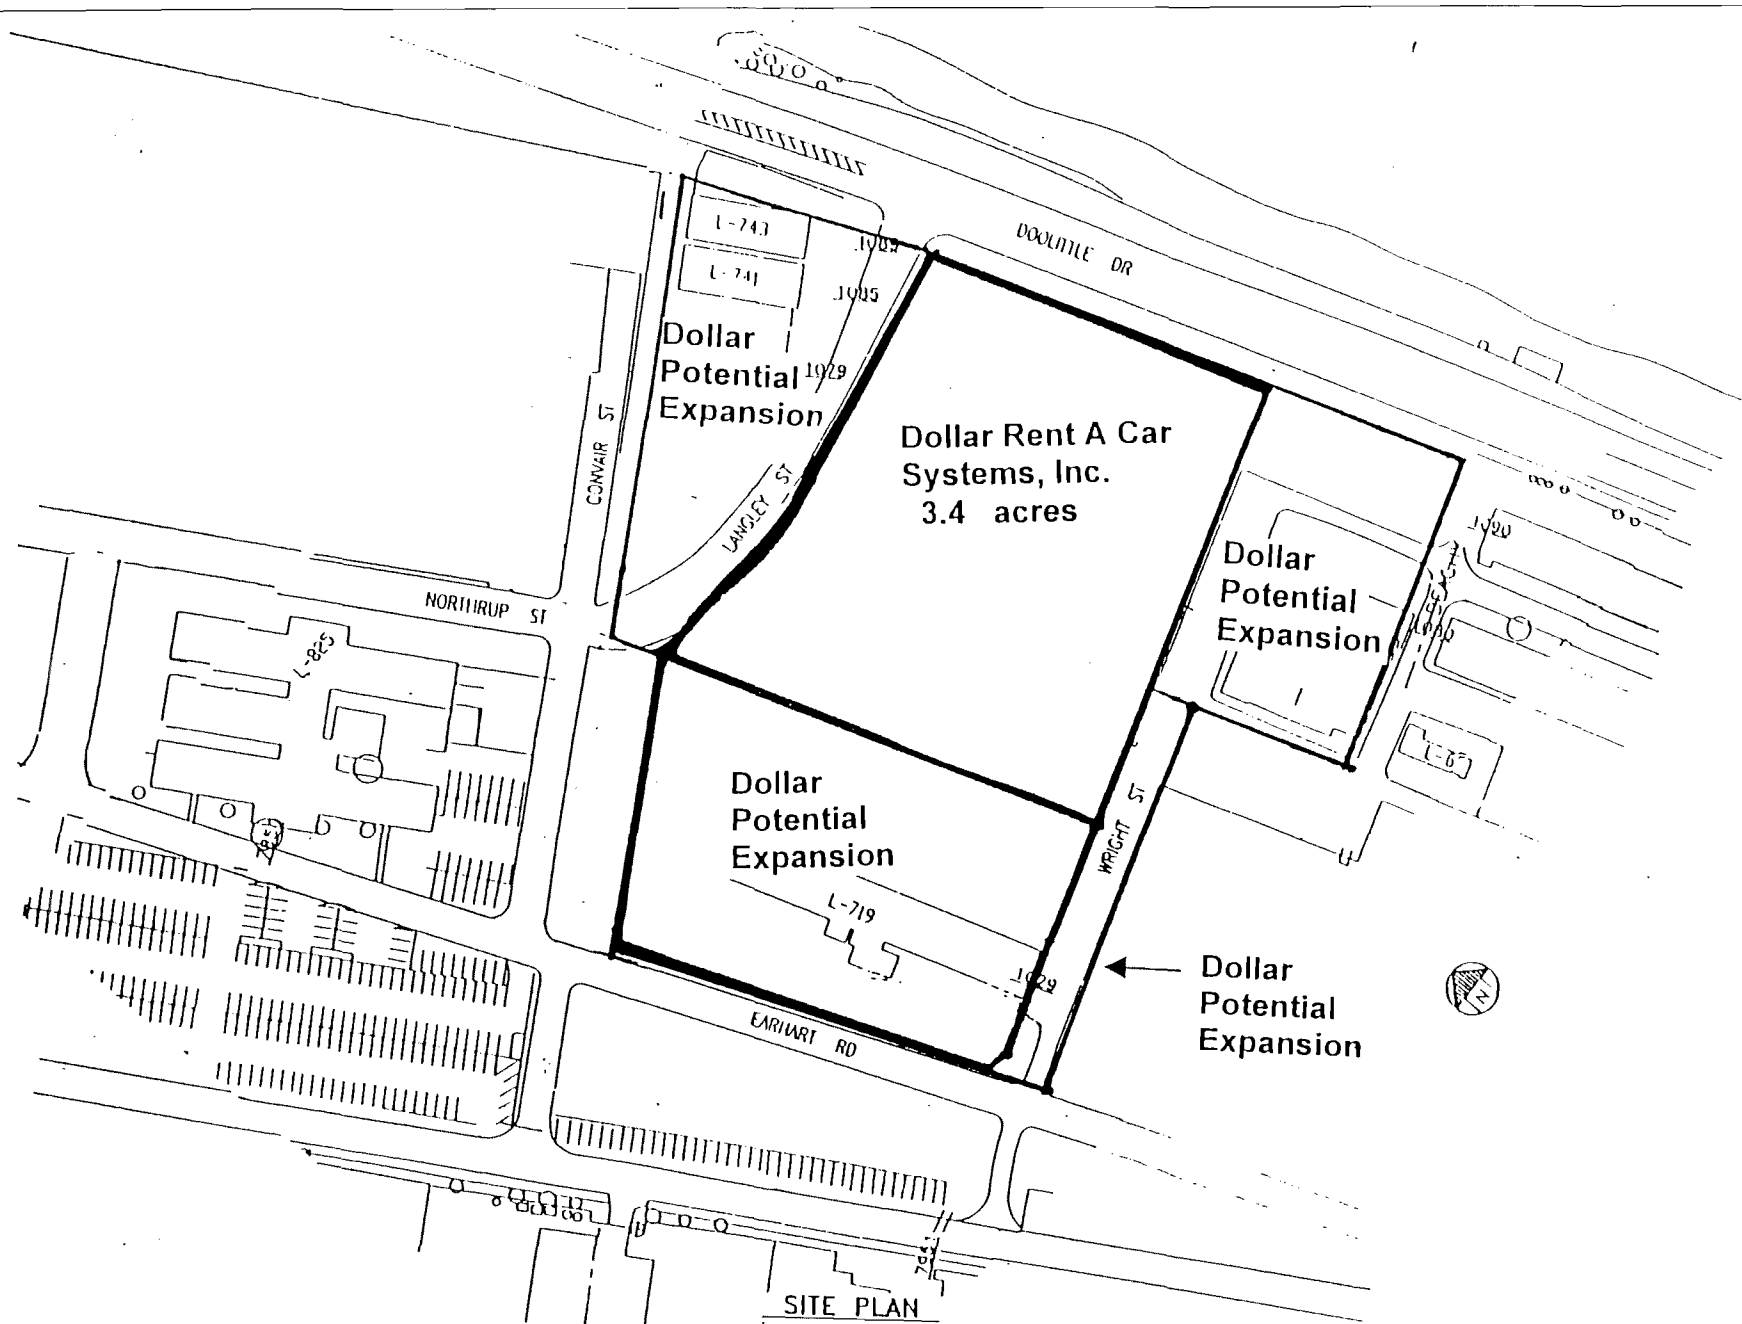 DOOLITTLE DR
L-743
L-741
1085
Dollar
Potential
Expansion
1029
CONVAIR ST
LANGLEY ST
Dollar Rent A Car
Systems, Inc.
3.4 acres
1090
Dollar
Potential
Expansion
NORTHRUP ST
L-825
Dollar
Potential
Expansion
WRIGHT ST
L-719
1029
Dollar
Potential
Expansion
N
EARHART RD
SITE PLAN